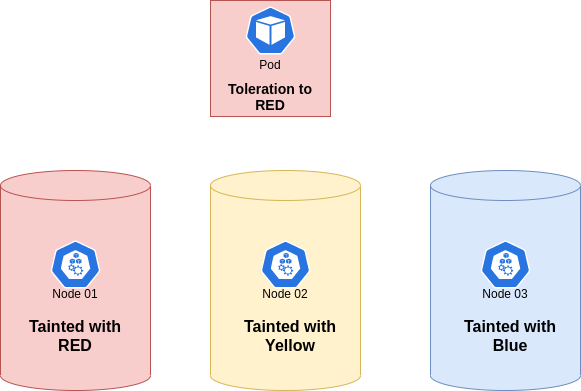 Pod
Toleration to
RED
Node 01
Tainted with
RED
Node 02
Tainted with
Yellow
Node 03
Tainted with
Blue